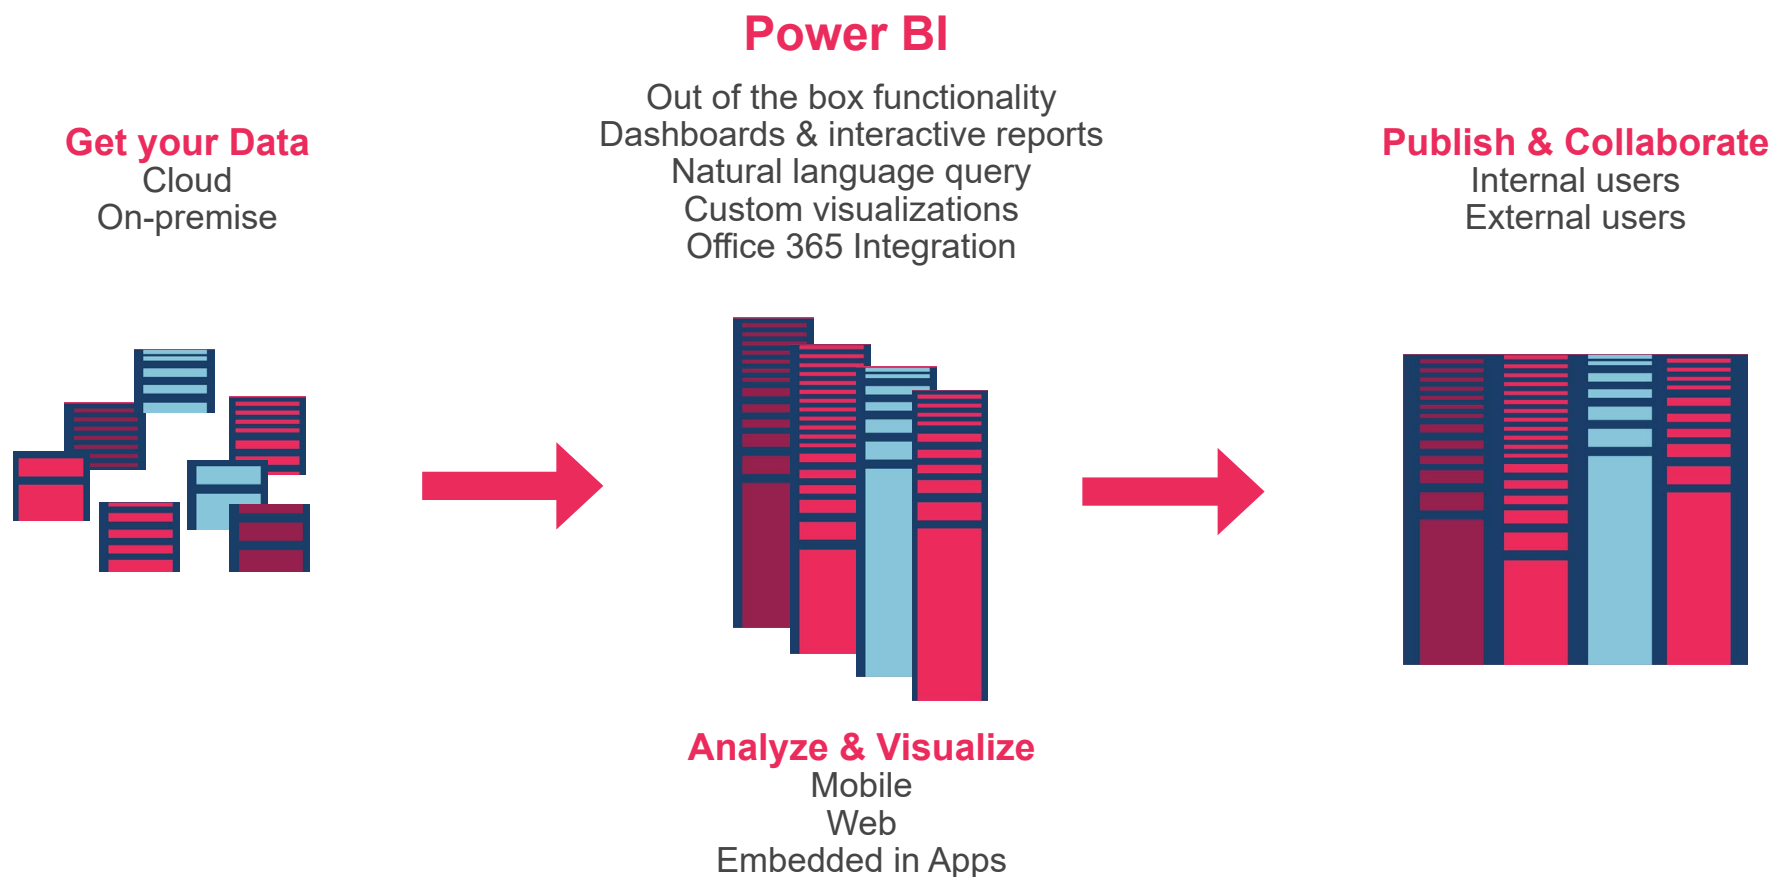 Power BI
Out of the box functionality
Dashboards & interactive reports
Natural language query
Custom visualizations
Office 365 Integration
Get your Data
Cloud
On-premise
Publish & Collaborate
Internal users
External users
Analyze & Visualize
Mobile
Web
Embedded in Apps